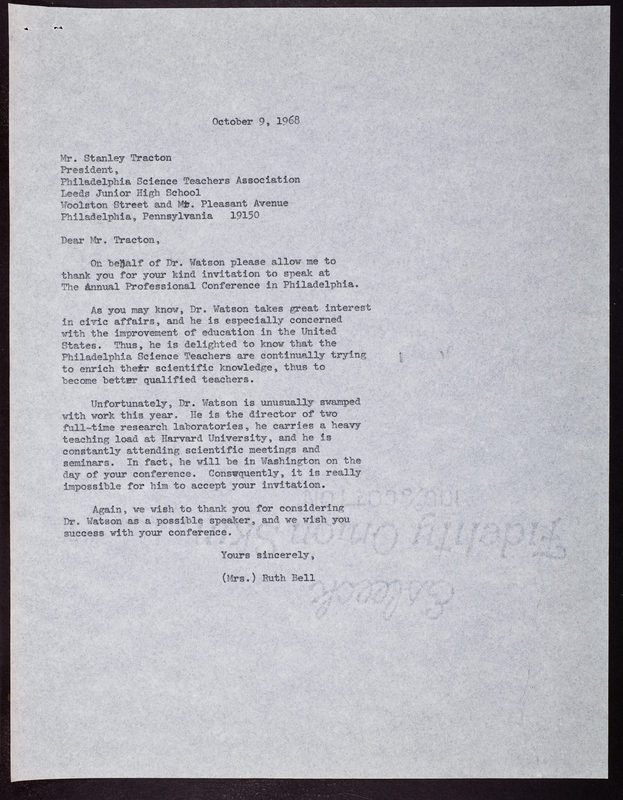 October 9, 1968
Mr. Stanley Tracton
President,
Philadelphia Science Teachers Association
Leeds Junior High School
Woolston Street and Mt. Pleasant Avenue
Philadelphia, Pennsylvania 19150
Dear Mr. Tracton,
On behalf of Dr. Watson please allow me to
thank you for your kind invitation to speak at
The Annual Professional Conference in Philadelphia.
As you may know, Dr. Watson takes great interest
in civic affairs, and he is especially concerned
with the improvement of education in the United
States. Thus, he is delighted to know that the
Philadelphia Science Teachers are continually trying
to enrich their scientific knowledge, thus to
become better qualified teachers.
Unfortunately, Dr. Watson is unusually swamped
with work this year. He is the director of two
full-time research laboratories, he carries a heavy
teaching load at Harvard University, and he is
constantly attending scientific meetings and
seminars. In fact, he will be in Washington on the
day of your conference. Conswquently, it is really
impossible for him to accept your invitation.
Again, we wish to thank you for considering
Dr. Watson as a possible speaker, and we wish you
success with your conference.
Yours sincerely,
(Mrs.) Ruth Bell
100% COTTON
Fidelity Onion Skin
Esleeck